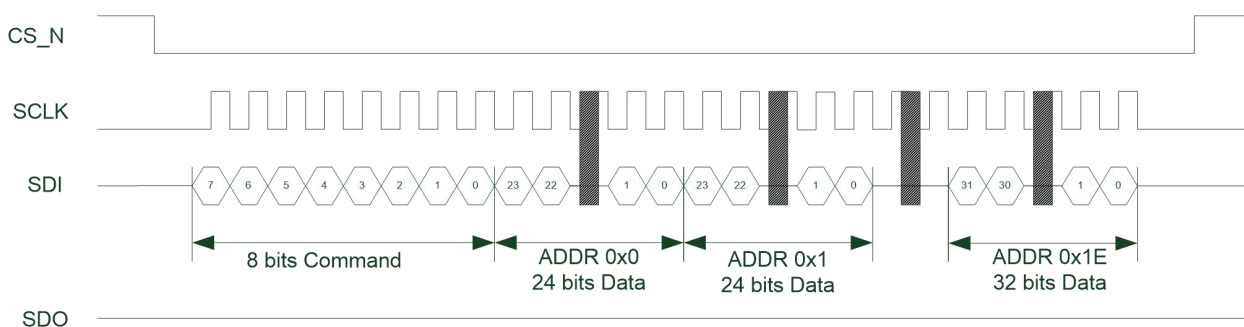 CS_N
SCLK
SDI
7 6 5 4 3 2 1 0 23 22 1 0 23 22 1 0 31 30 1 0
8 bits Command
ADDR 0x0
24 bits Data
ADDR 0x1
24 bits Data
ADDR 0x1E
32 bits Data
SDO